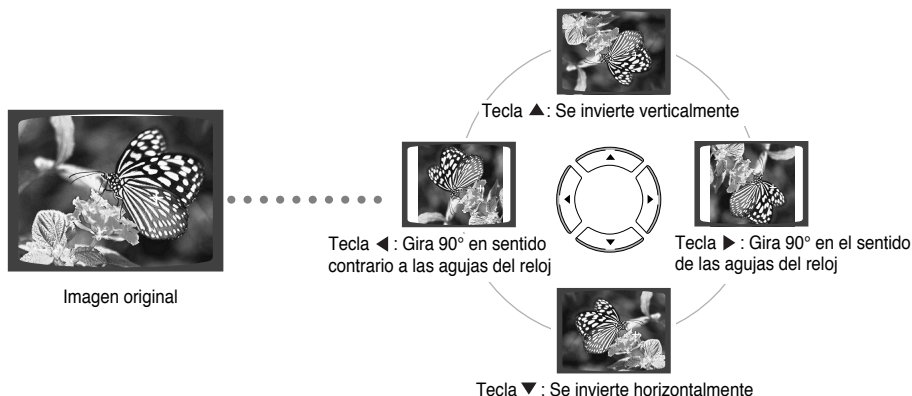 Tecla ▲: Se invierte verticalmente
Tecla ◀ : Gira 90° en sentido
contrario a las agujas del reloj
Tecla ▶ : Gira 90° en el sentido
de las agujas del reloj
Imagen original
Tecla ▼ : Se invierte horizontalmente